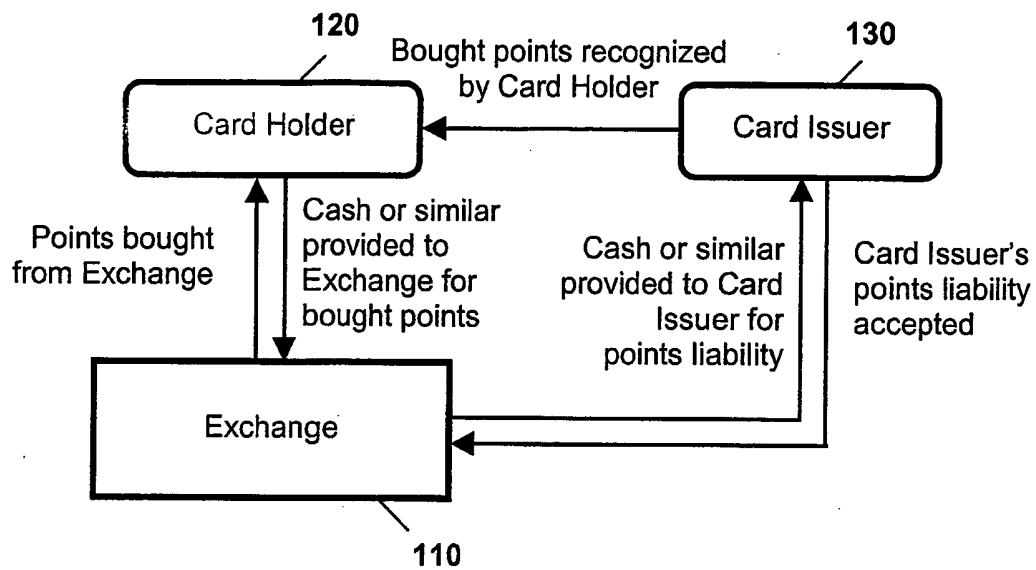 120
130
Bought points recognized
by Card Holder
Card Holder
Card Issuer
Points bought
from Exchange
Cash or similar
provided to
Exchange for
bought points
Cash or similar
provided to Card
Issuer for
points liability
Card Issuer's
points liability
accepted
Exchange
110